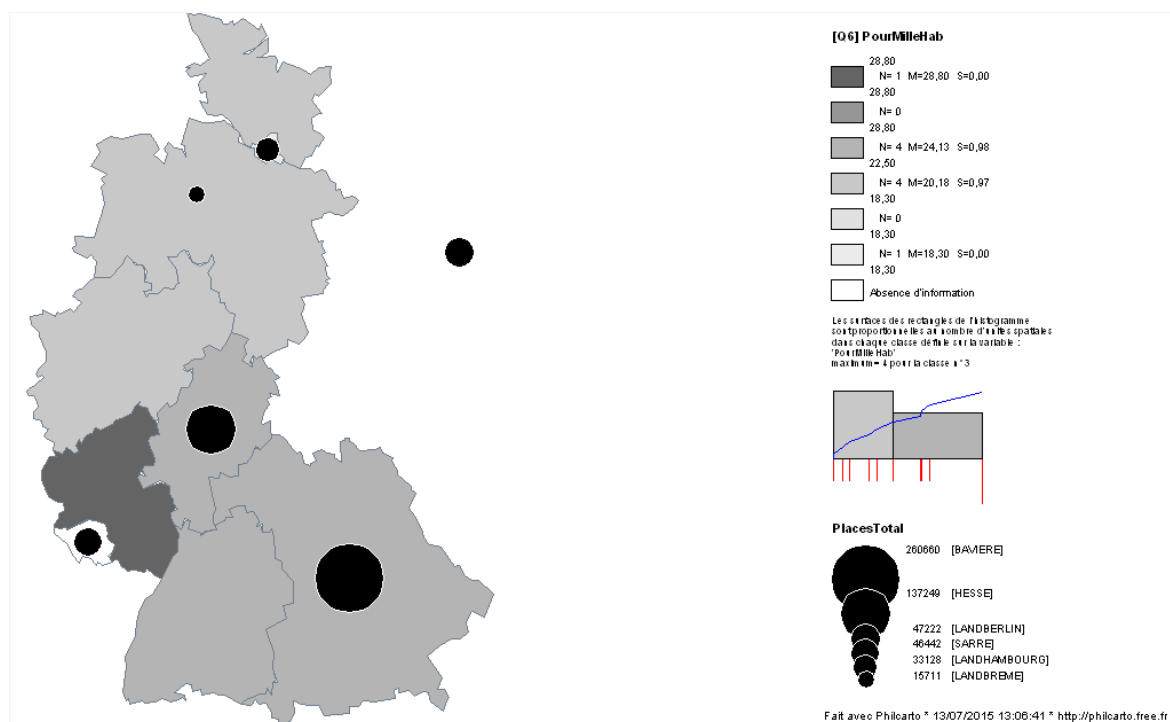 [Q6] PourMilleHab
28,80
N= 1 M=28,80 S=0,00
28,80
N= 0
28,80
N= 4 M=24,13 S=0,98
22,50
N= 4 M=20,18 S=0,97
18,30
N= 0
18,30
N= 1 M=18,30 S=0,00
18,30
Absence d'information
Les surfaces des rectangles de l'histogramme
sont proportionnelles au nombre d'unités spatiales
dans chaque classe définie sur la variable :
'PourMilleHab'
maximum= 4 pour la classe n°3
PlacesTotal
260660 [BAVIERE]
137249 [HESSE]
47222 [LANDBERLIN]
46442 [SARRE]
33128 [LANDHAMBOURG]
15711 [LANDBREME]
Fait avec Philcarto * 13/07/2015 13:06:41 * http://philcarto.free.fr